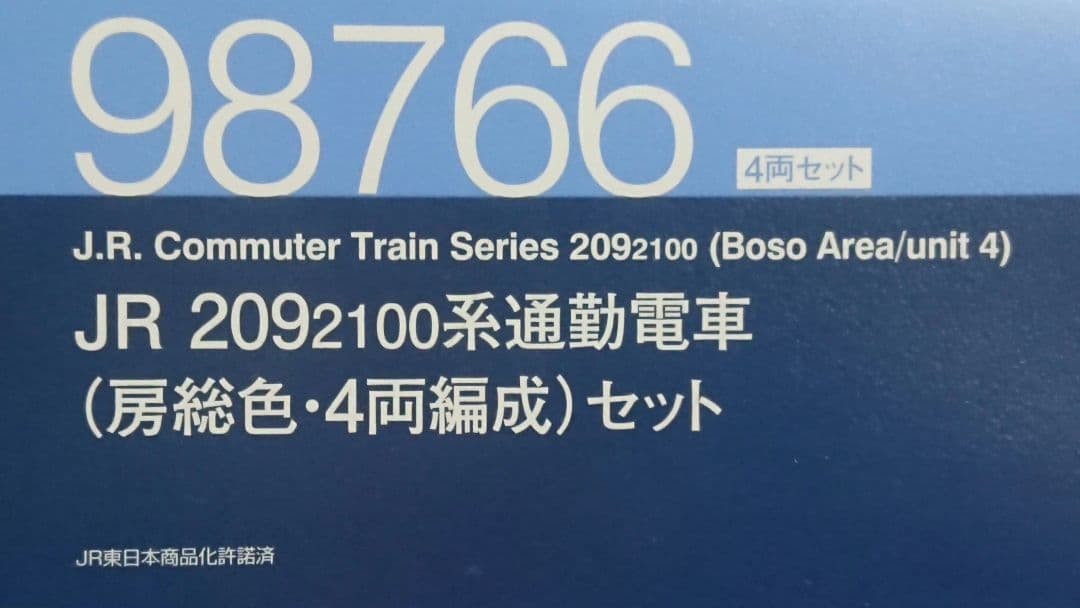 98766
4両セット
J.R. Commuter Train Series 2092100 (Boso Area/unit 4)
JR 2092100系通勤電車
(房総色・4両編成)セット
JR東日本商品化許諾済